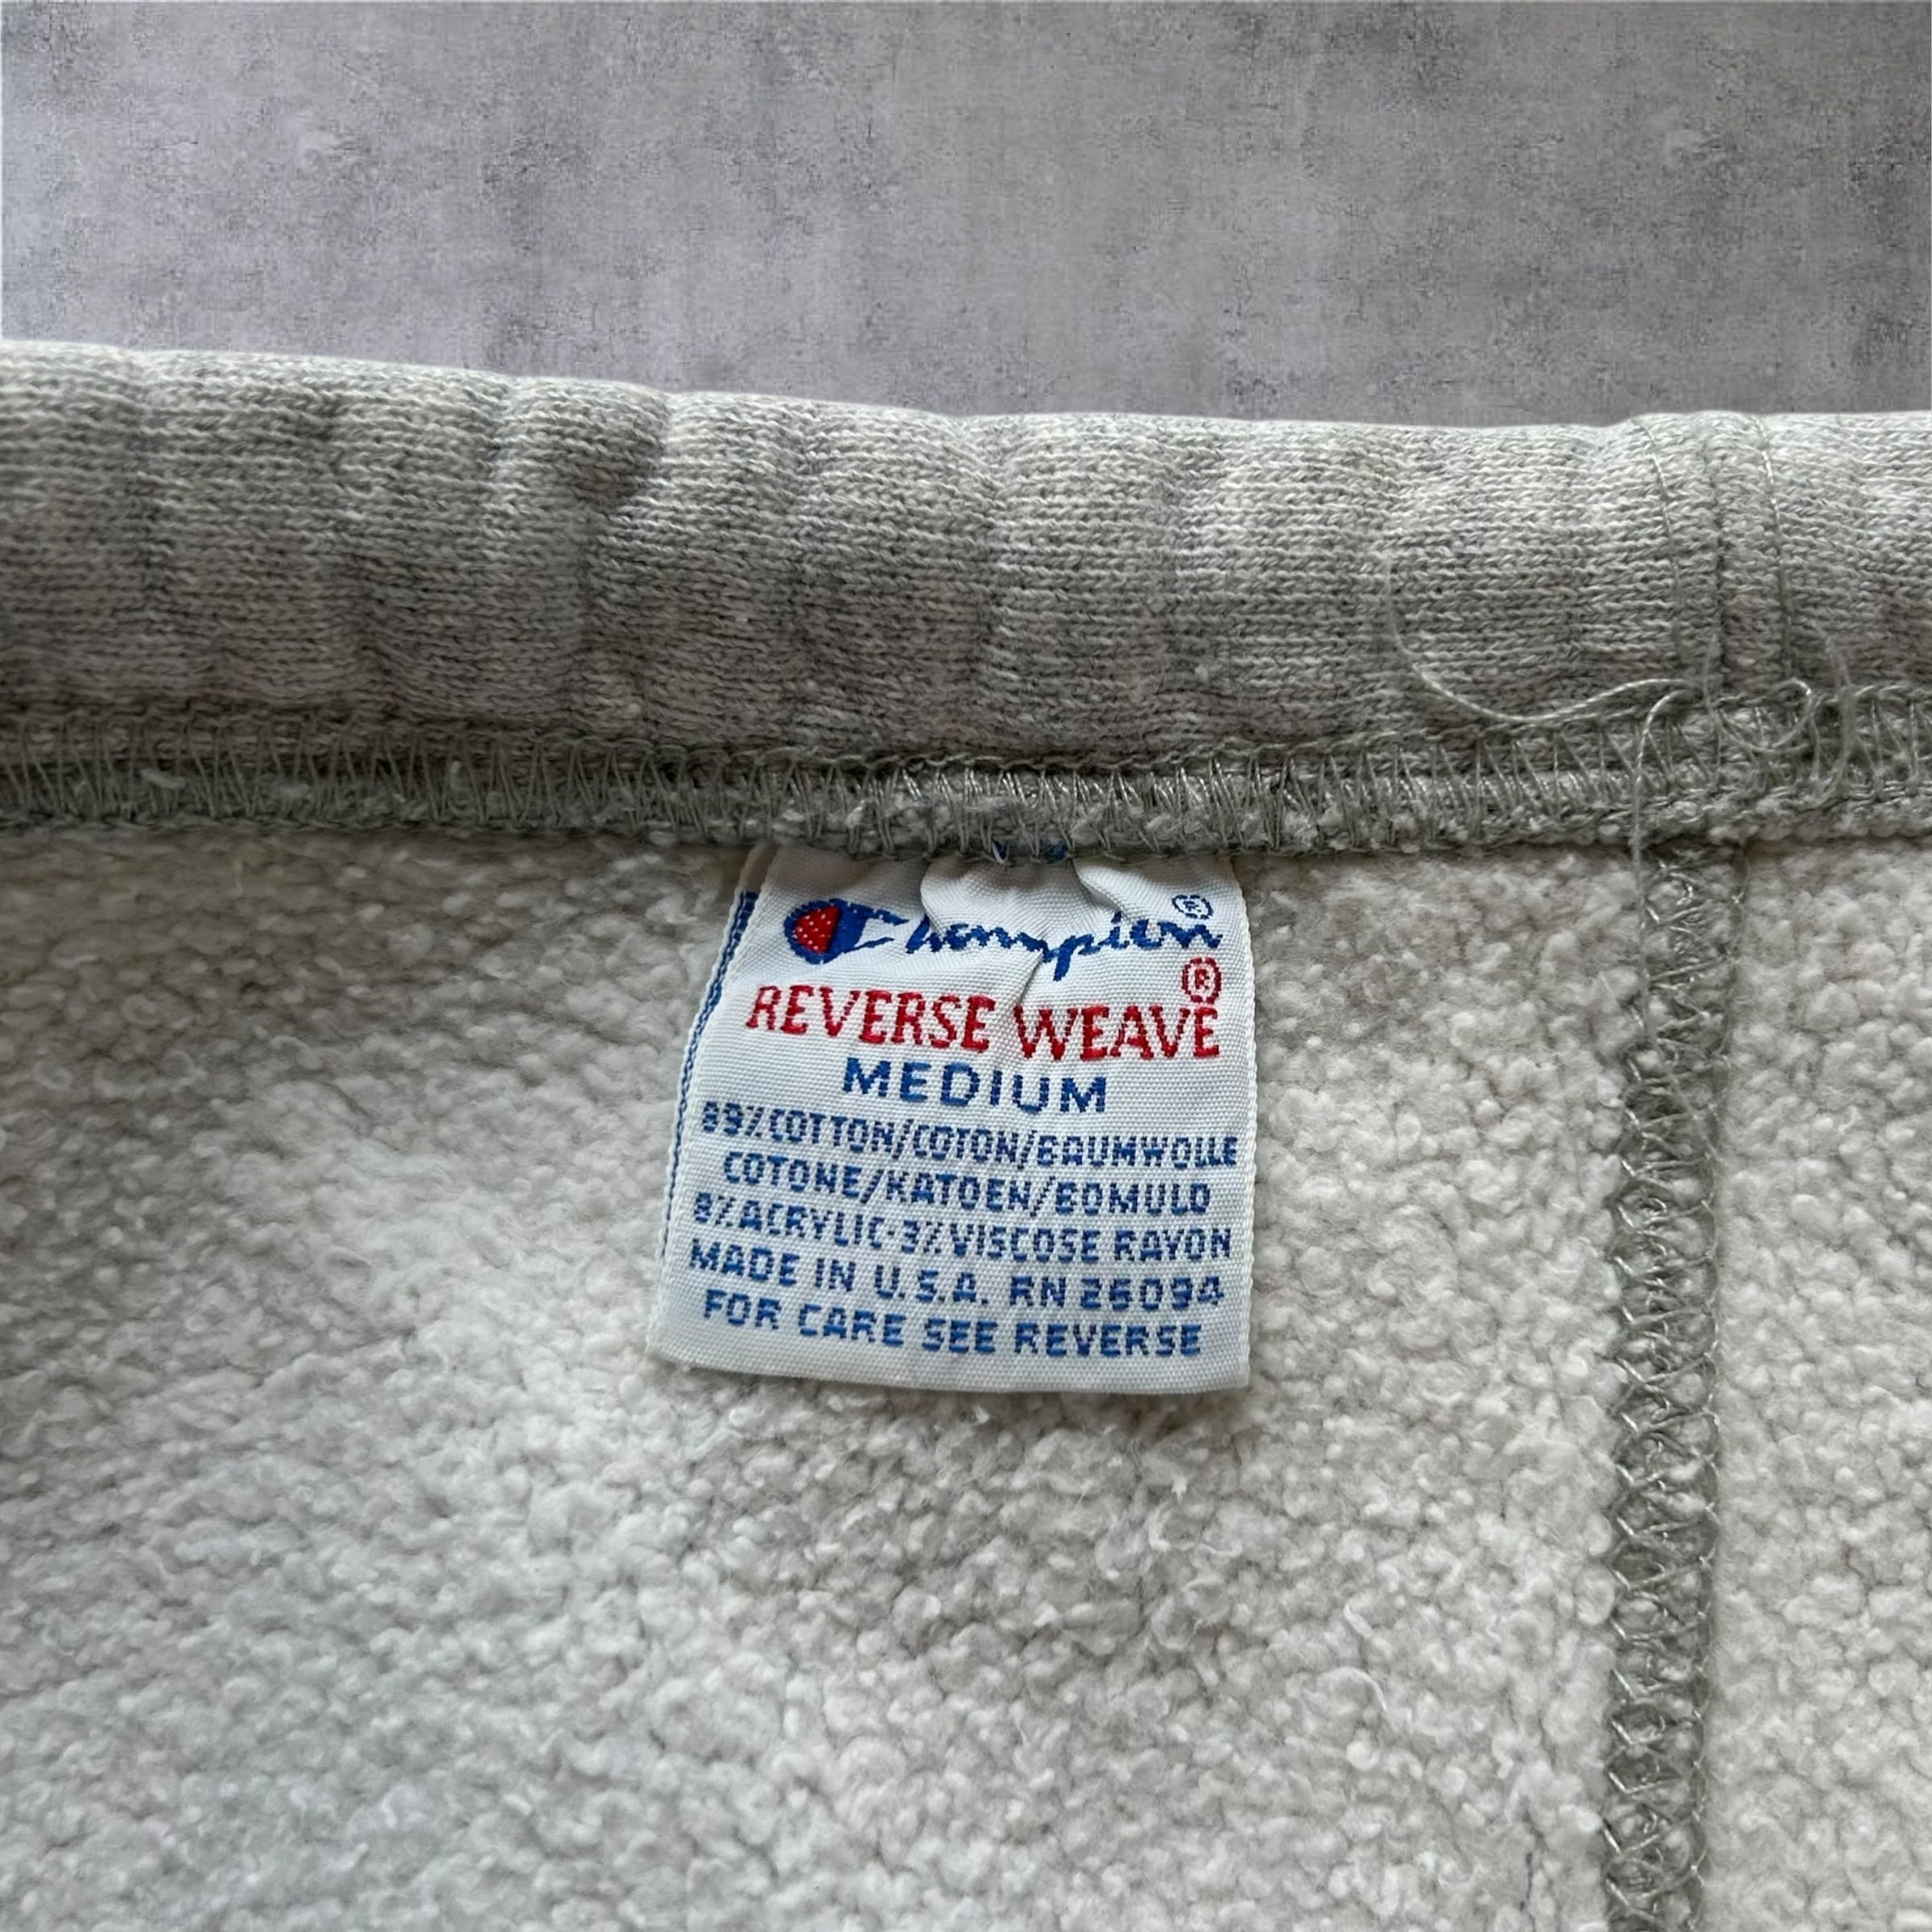 Champion®
REVERSE WEAVE®
MEDIUM
89% COTTON/COTON/BAUMWOLLE
COTONE/KATOEN/BOMULD
8% ACRYLIC·3% VISCOSE RAYON
MADE IN U.S.A. RN 26094
FOR CARE SEE REVERSE